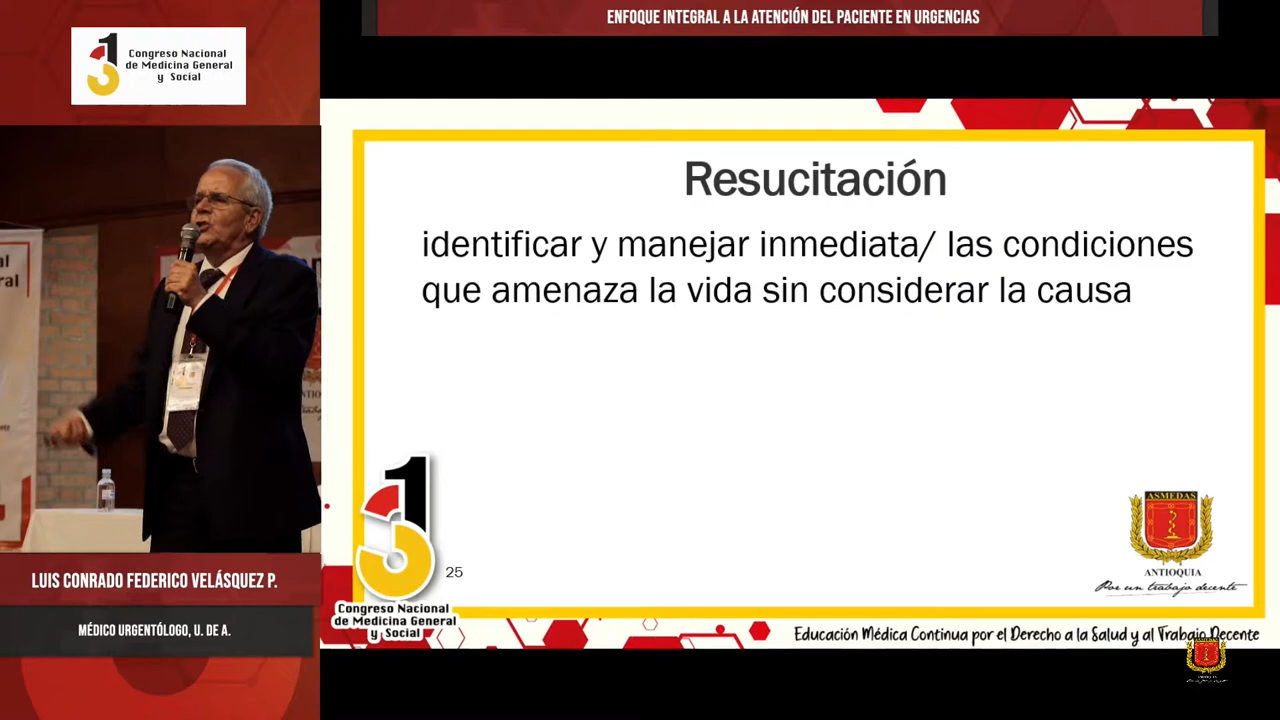 ENFOQUE INTEGRAL A LA ATENCIÓN DEL PACIENTE EN URGENCIAS
Congreso Nacional
de Medicina General
y Social
LUIS CONRADO FEDERICO VELÁSQUEZ P.
MÉDICO URGENTÓLOGO, U. DE A.
Resucitación
identificar y manejar inmediata/ las condiciones
que amenaza la vida sin considerar la causa
25
Congreso Nacional
de Medicina General
y Social
ASMEDAS
ANTIOQUIA
Por un trabajo decente
Educación Médica Continua por el Derecho a la Salud y al Trabajo Decente